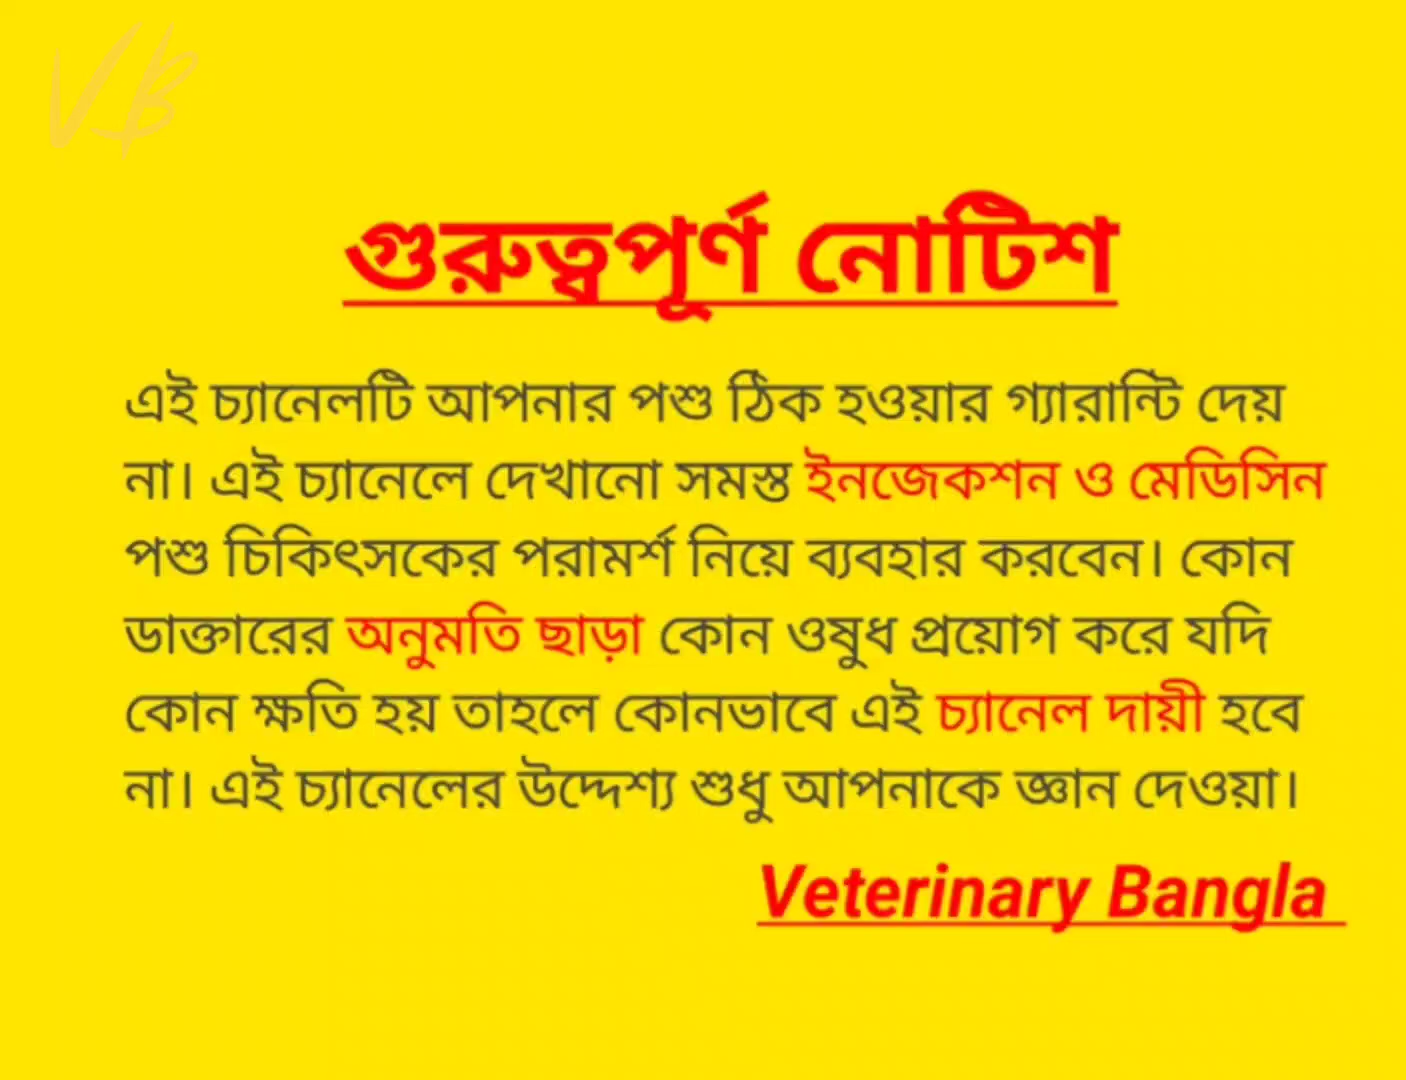 VB
গুরুত্বপূর্ণ নোটিশ
এই চ্যানেলটি আপনার পশু ঠিক হওয়ার গ্যারান্টি দেয়
না। এই চ্যানেলে দেখানো সমস্ত ইনজেকশন ও মেডিসিন
পশু চিকিৎসকের পরামর্শ নিয়ে ব্যবহার করবেন। কোন
ডাক্তারের অনুমতি ছাড়া কোন ওষুধ প্রয়োগ করে যদি
কোন ক্ষতি হয় তাহলে কোনভাবে এই চ্যানেল দায়ী হবে
না। এই চ্যানেলের উদ্দেশ্য শুধু আপনাকে জ্ঞান দেওয়া।
Veterinary Bangla